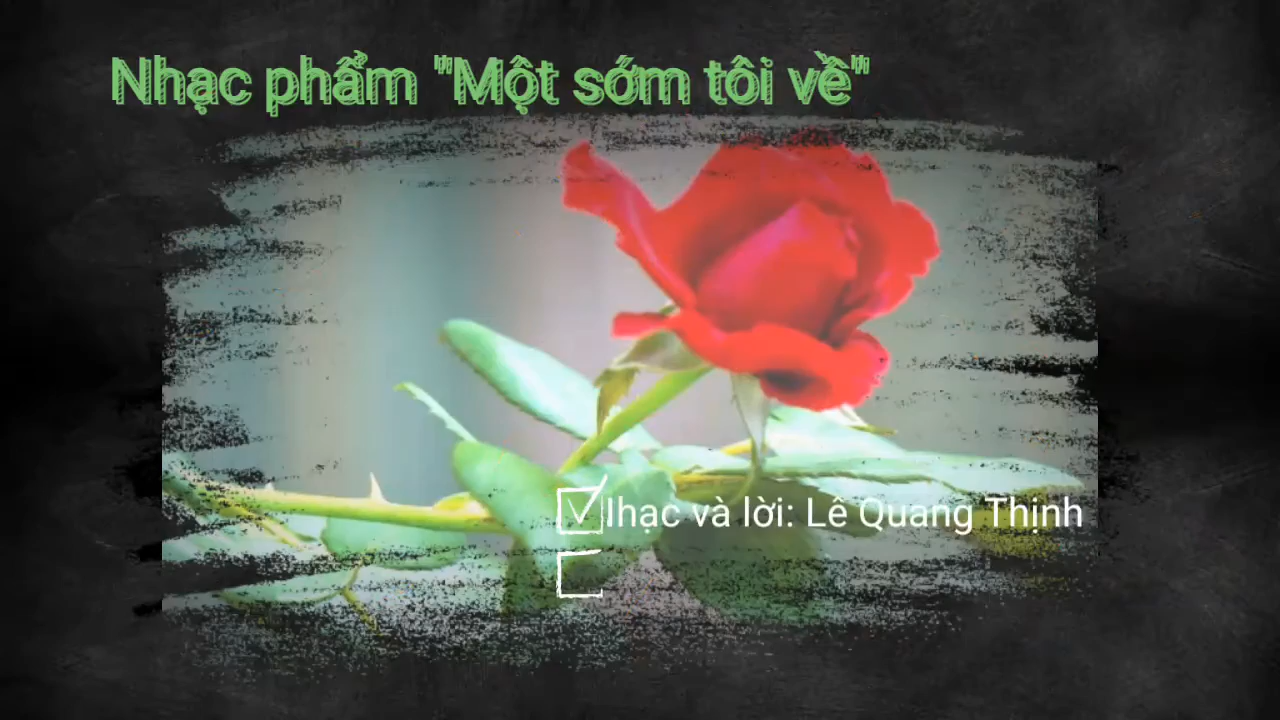 Nhạc phẩm "Một sớm tôi về"
Nhạc và lời: Lê Quang Thịnh